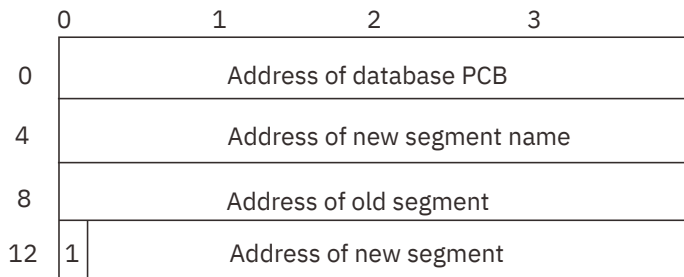 0 1 2 3
0 Address of database PCB
4 Address of new segment name
8 Address of old segment
12 1 Address of new segment